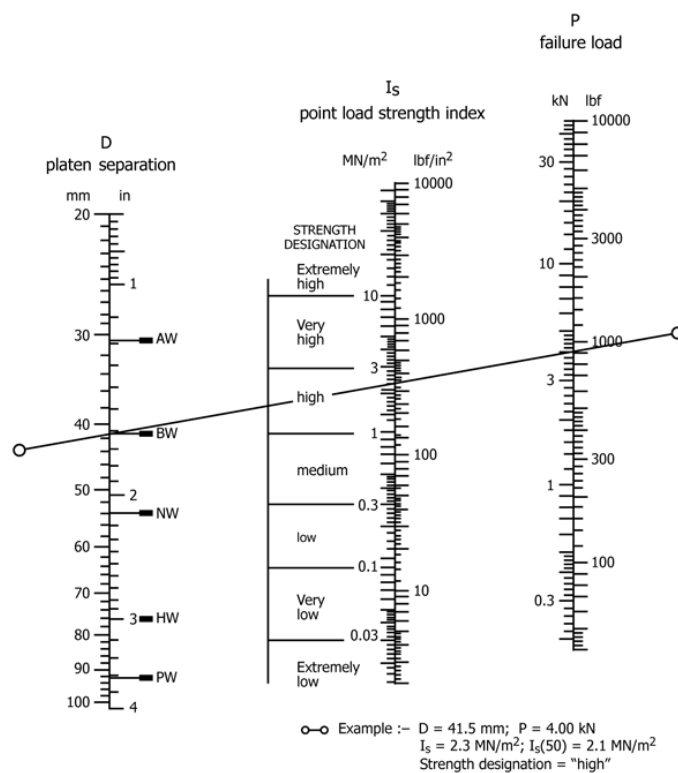 P
failure load
I_S
point load strength index
D
platen separation
kN lbf
10000
30
3000
10
1000
3
300
1
100
0.3
MN/m² lbf/in²
10000
10
1000
3
1
100
0.3
0.1
10
0.03
STRENGTH
DESIGNATION
Extremely
high
Very
high
high
medium
low
Very
low
Extremely
low
mm in
20
1
30
AW
40
BW
50
2
NW
60
70
3
HW
80
90
PW
100
4
Example :– D = 41.5 mm; P = 4.00 kN
I_S = 2.3 MN/m²; I_S(50) = 2.1 MN/m²
Strength designation = “high”